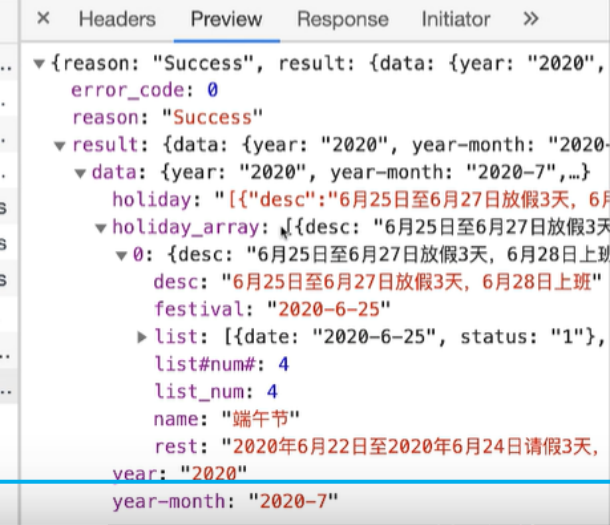 × Headers Preview Response Initiator »
▼{reason: "Success", result: {data: {year: "2020",
error_code: 0
reason: "Success"
▼result: {data: {year: "2020", year-month: "2020-
▼data: {year: "2020", year-month: "2020-7",…}
holiday: "[{"desc":"6月25日至6月27日放假3天，6月
▼holiday_array: [{desc: "6月25日至6月27日放假3天
▼0: {desc: "6月25日至6月27日放假3天，6月28日上班
desc: "6月25日至6月27日放假3天，6月28日上班"
festival: "2020-6-25"
▶list: [{date: "2020-6-25", status: "1"},
list#num#: 4
list_num: 4
name: "端午节"
rest: "2020年6月22日至2020年6月24日请假3天，
year: "2020"
year-month: "2020-7"